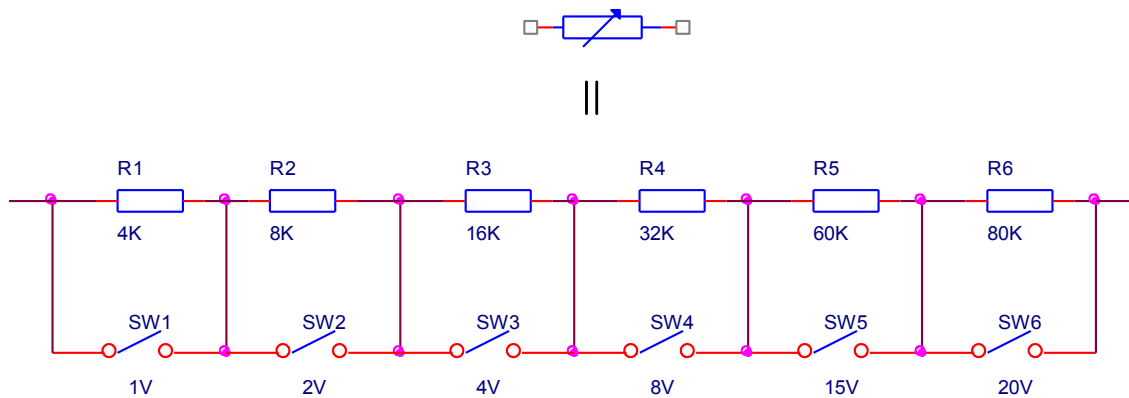 R1 R2 R3 R4 R5 R6
4K 8K 16K 32K 60K 80K
SW1 SW2 SW3 SW4 SW5 SW6
1V 2V 4V 8V 15V 20V